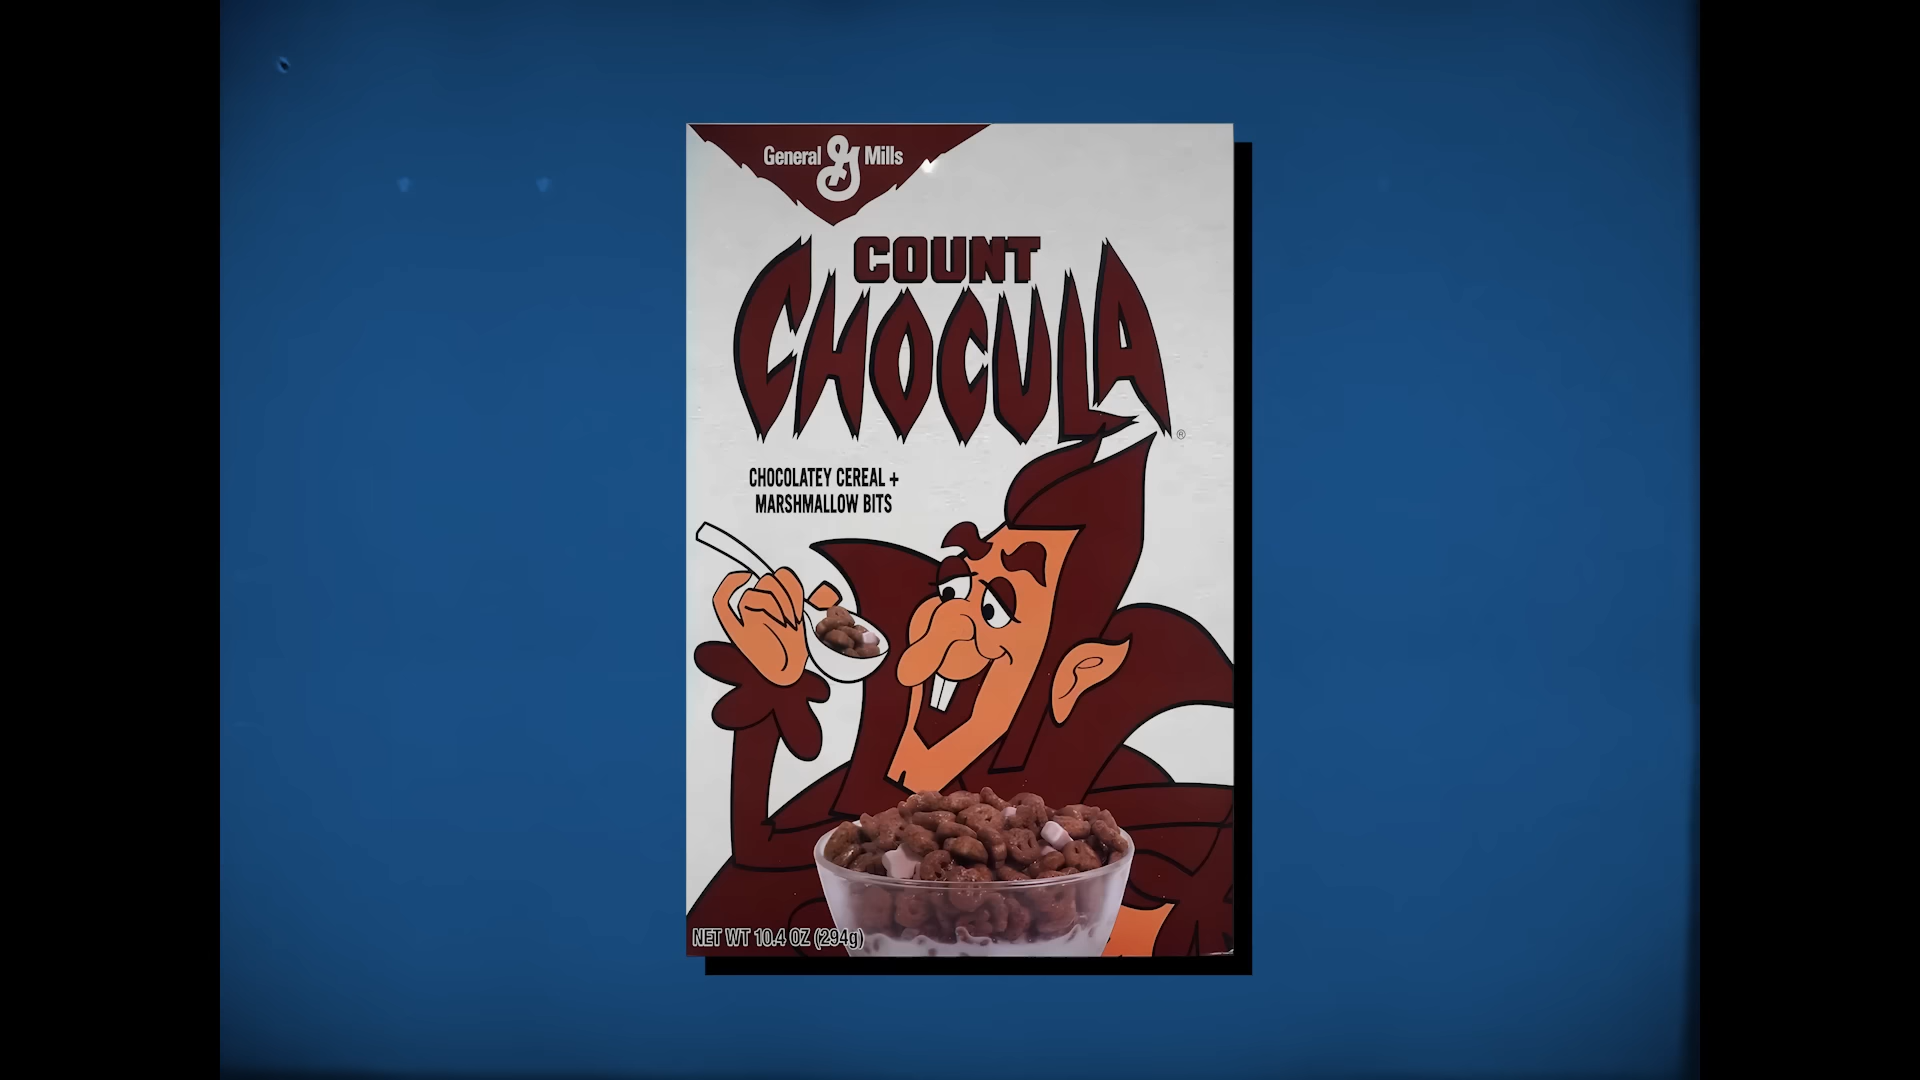 General Mills
COUNT
CHOCULA
®
CHOCOLATEY CEREAL +
MARSHMALLOW BITS
NET WT 10.4 OZ (294g)